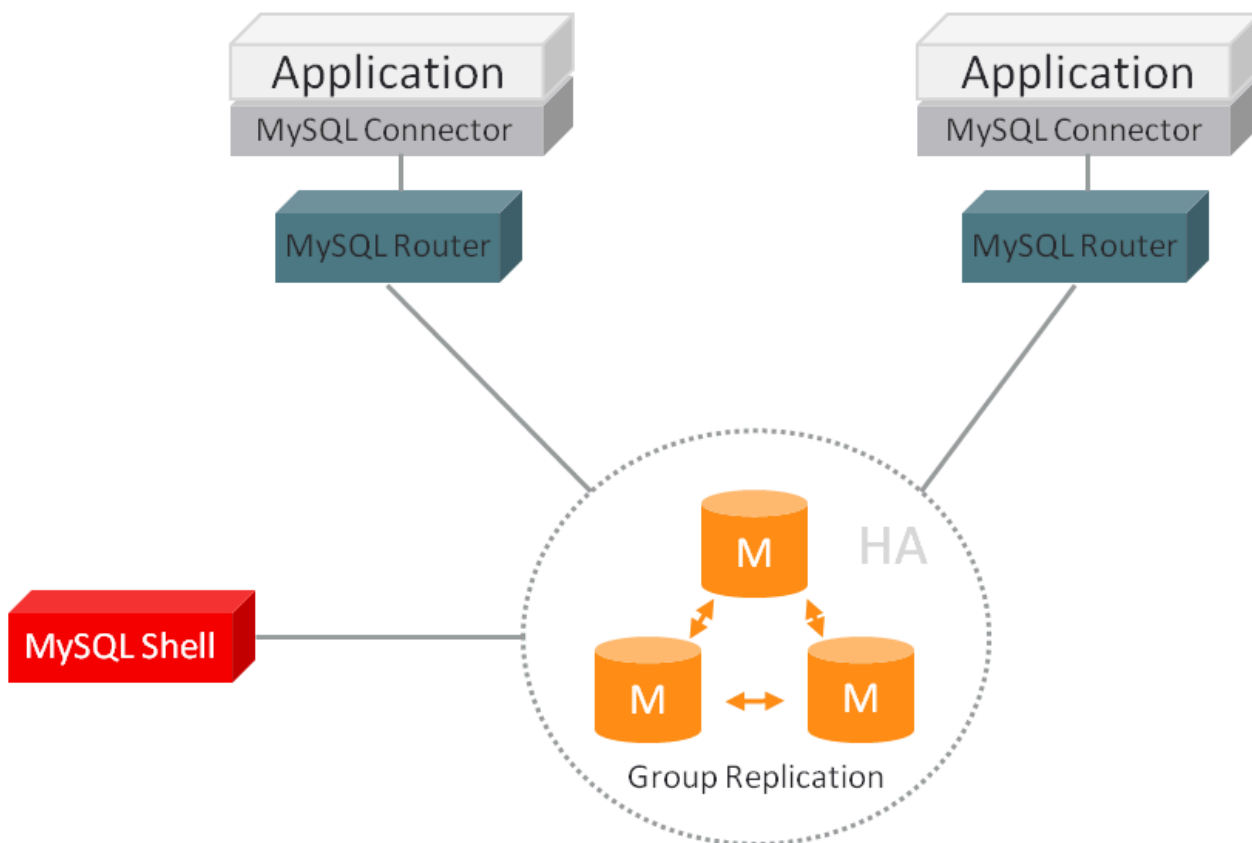 Application
MySQL Connector
MySQL Router
Application
MySQL Connector
MySQL Router
HA
M
M
M
MySQL Shell
Group Replication